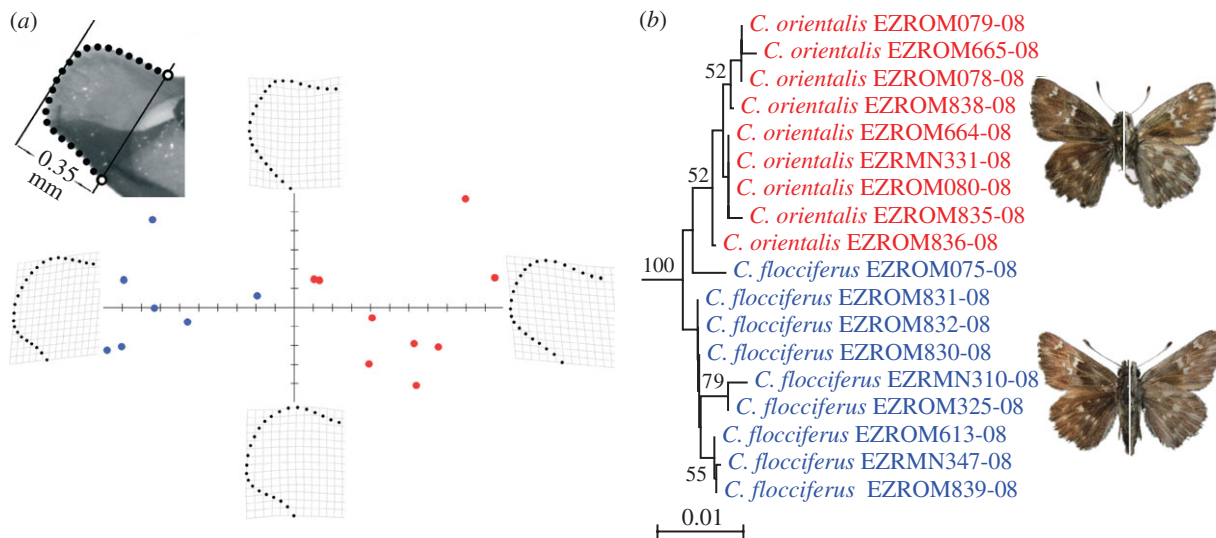 (a)
0.35
mm
(b)
C. orientalis EZROM079-08
C. orientalis EZROM665-08
52
C. orientalis EZROM078-08
C. orientalis EZROM838-08
C. orientalis EZROM664-08
C. orientalis EZRMN331-08
52
C. orientalis EZROM080-08
C. orientalis EZROM835-08
C. orientalis EZROM836-08
100
C. flocciferus EZROM075-08
C. flocciferus EZROM831-08
C. flocciferus EZROM832-08
C. flocciferus EZROM830-08
79
C. flocciferus EZRMN310-08
C. flocciferus EZROM325-08
C. flocciferus EZROM613-08
55
C. flocciferus EZRMN347-08
C. flocciferus EZROM839-08
0.01